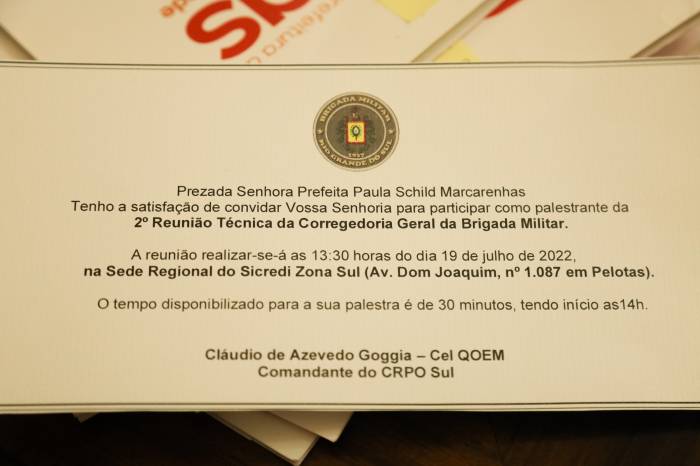 prefeitura d
BRIGADA MILITAR
1837
RIO GRANDE DO SUL
Prezada Senhora Prefeita Paula Schild Marcarenhas
Tenho a satisfação de convidar Vossa Senhoria para participar como palestrante da
2º Reunião Técnica da Corregedoria Geral da Brigada Militar.
A reunião realizar-se-á as 13:30 horas do dia 19 de julho de 2022,
na Sede Regional do Sicredi Zona Sul (Av. Dom Joaquim, nº 1.087 em Pelotas).
O tempo disponibilizado para a sua palestra é de 30 minutos, tendo início as14h.
Cláudio de Azevedo Goggia – Cel QOEM
Comandante do CRPO Sul